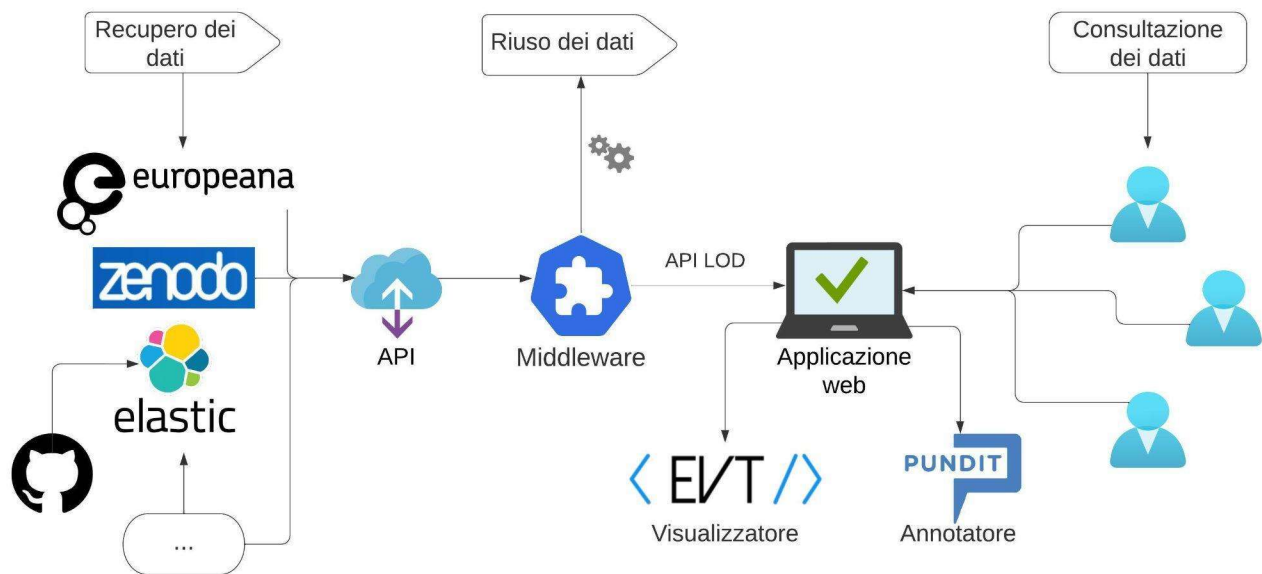 Recupero dei
dati
Riuso dei dati
Consultazione
dei dati
europeana
zenodo
elastic
...
API
Middleware
API LOD
Applicazione
web
< EVT />
Visualizzatore
PUNDIT
Annotatore